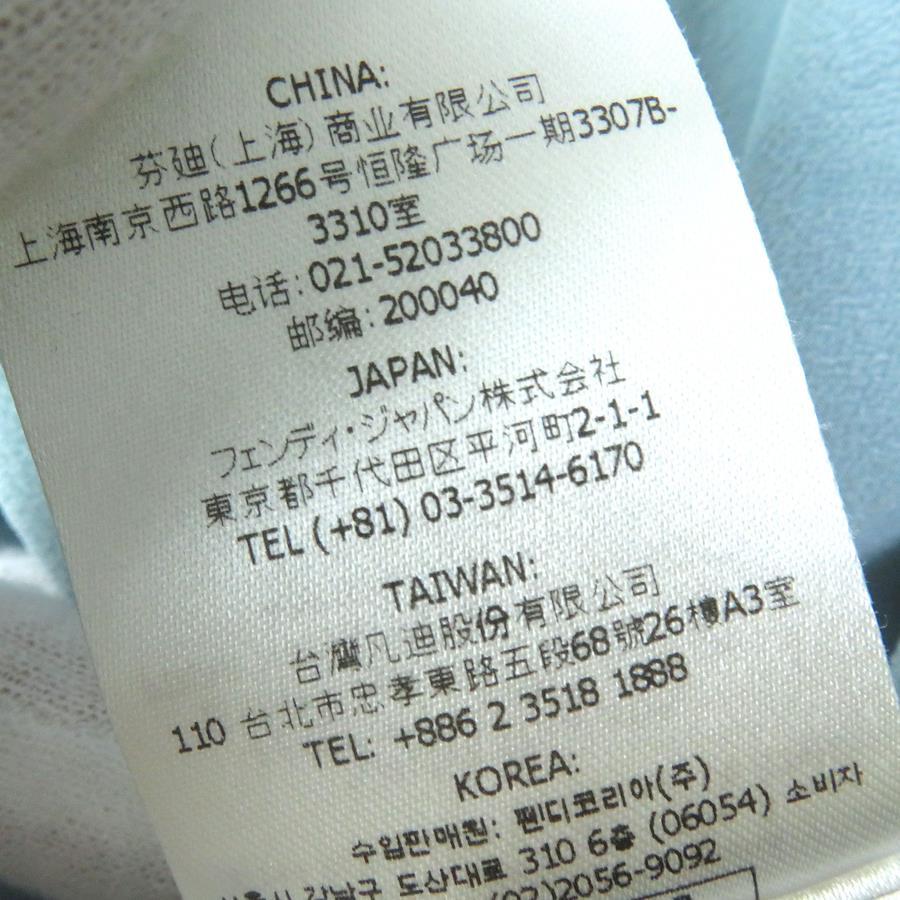 CHINA:
芬廸(上海)商业有限公司
上海南京西路1266号恒隆广场一期3307B-
3310室
电话:021-52033800
邮编:200040
JAPAN:
フェンディ・ジャパン株式会社
東京都千代田区平河町2-1-1
TEL (+81) 03-3514-6170
TAIWAN:
台灣凡迪股份有限公司
110 台北市忠孝東路五段68號26樓A3室
TEL: +886 2 3518 1888
KOREA:
수입판매원: 펜디코리아(주)
서울시 강남구 도산대로 310 6층 (06054) 소비자
(02)2056-9092